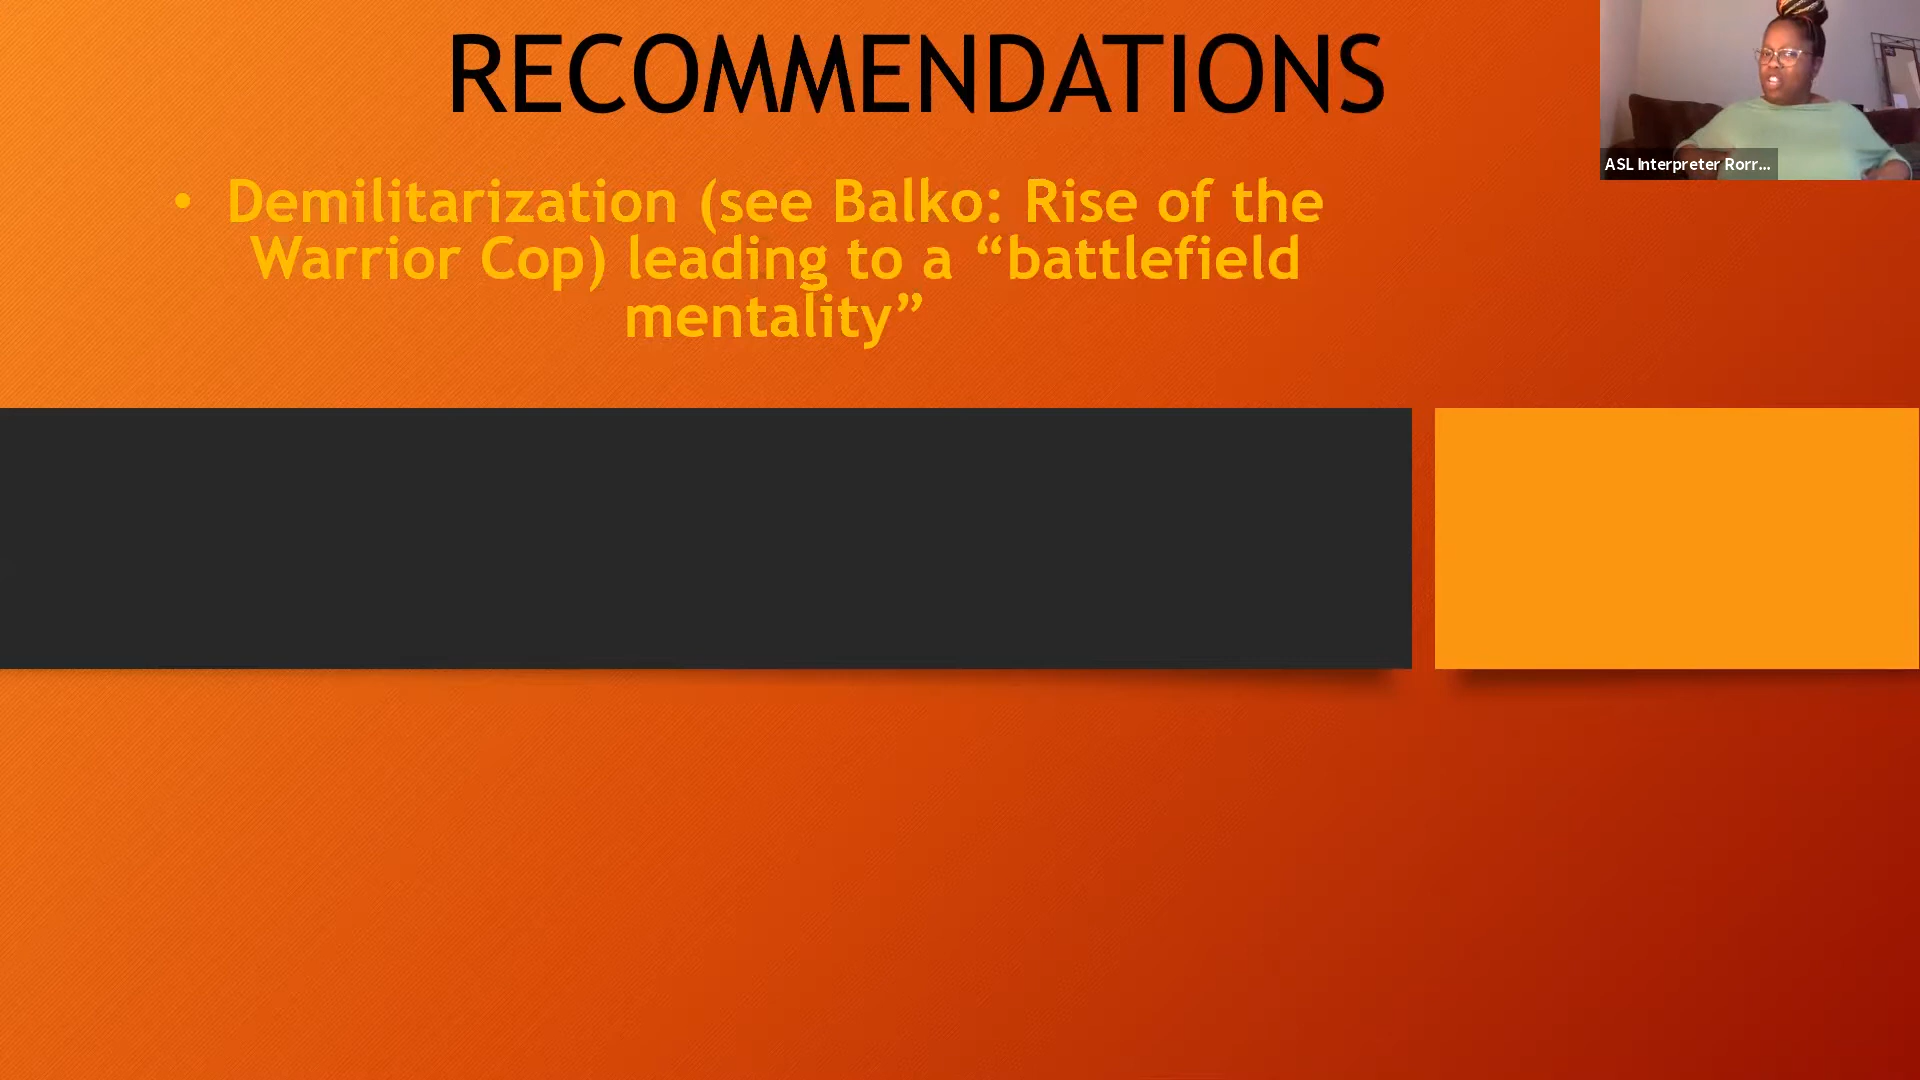 RECOMMENDATIONS
• Demilitarization (see Balko: Rise of the
Warrior Cop) leading to a “battlefield
mentality”
ASL Interpreter Rorr...